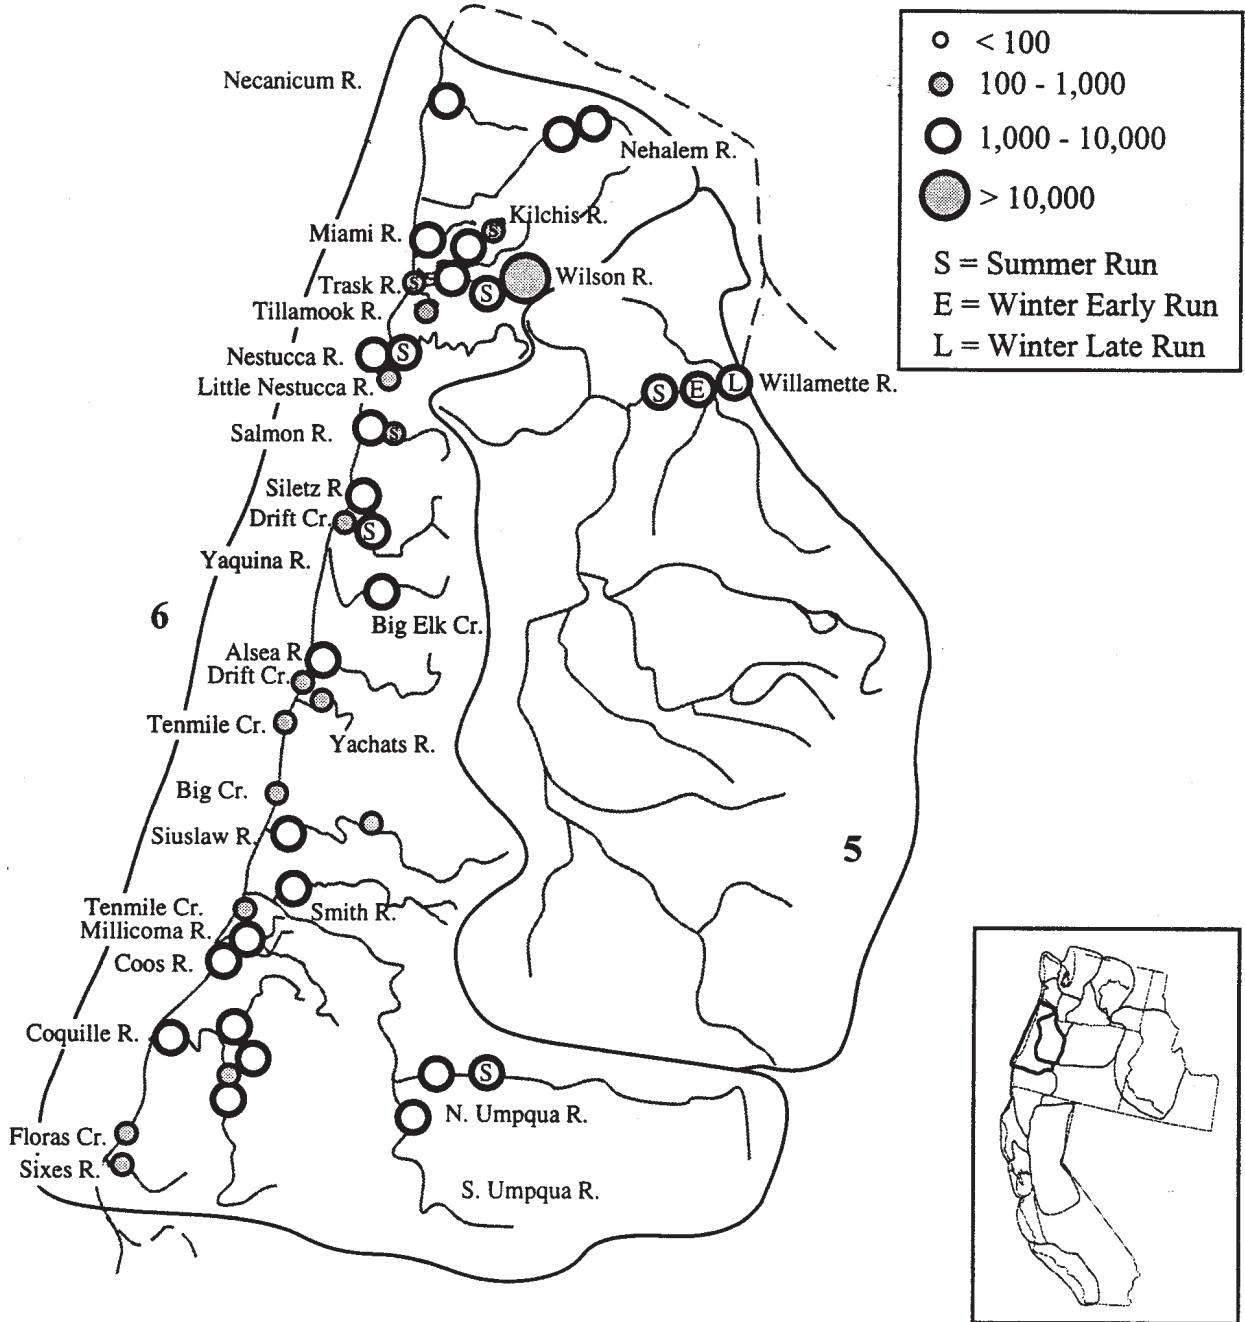 < 100
100 - 1,000
1,000 - 10,000
> 10,000
S = Summer Run
E = Winter Early Run
L = Winter Late Run
Necanicum R.
Nehalem R.
Kilchis R.
S
Miami R.
Trask R.
S
S
Wilson R.
Tillamook R.
Nestucca R.
S
Little Nestucca R.
S
E
L
Willamette R.
Salmon R.
S
Siletz R
Drift Cr.
S
Yaquina R.
6
Big Elk Cr.
Alsea R
Drift Cr.
Tenmile Cr.
Yachats R.
Big Cr.
Siuslaw R.
5
Tenmile Cr.
Smith R.
Millicoma R.
Coos R.
Coquille R.
S
N. Umpqua R.
Floras Cr.
Sixes R.
S. Umpqua R.